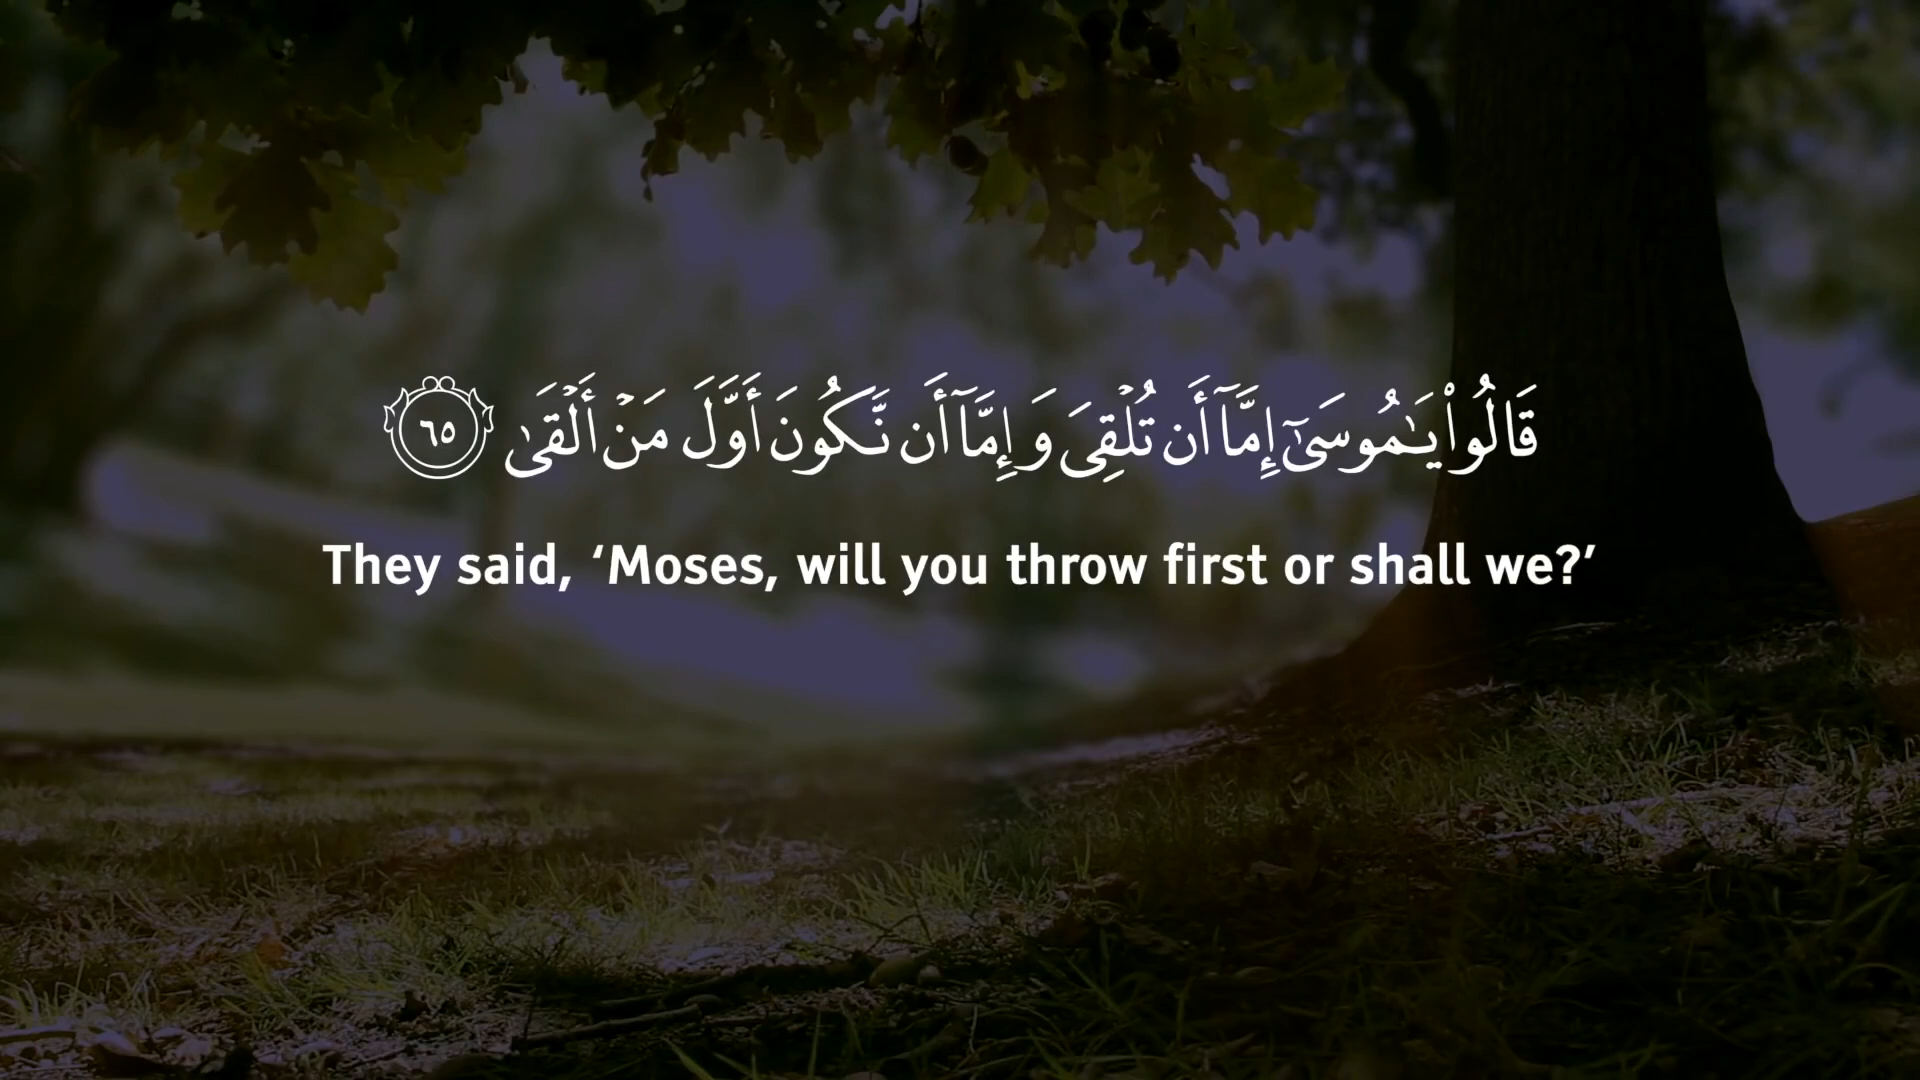 قَالُوا۟ يَـٰمُوسَىٰٓ إِمَّآ أَن تُلْقِىَ وَإِمَّآ أَن نَّكُونَ أَوَّلَ مَنْ أَلْقَىٰ ٦٥
They said, ‘Moses, will you throw first or shall we?’